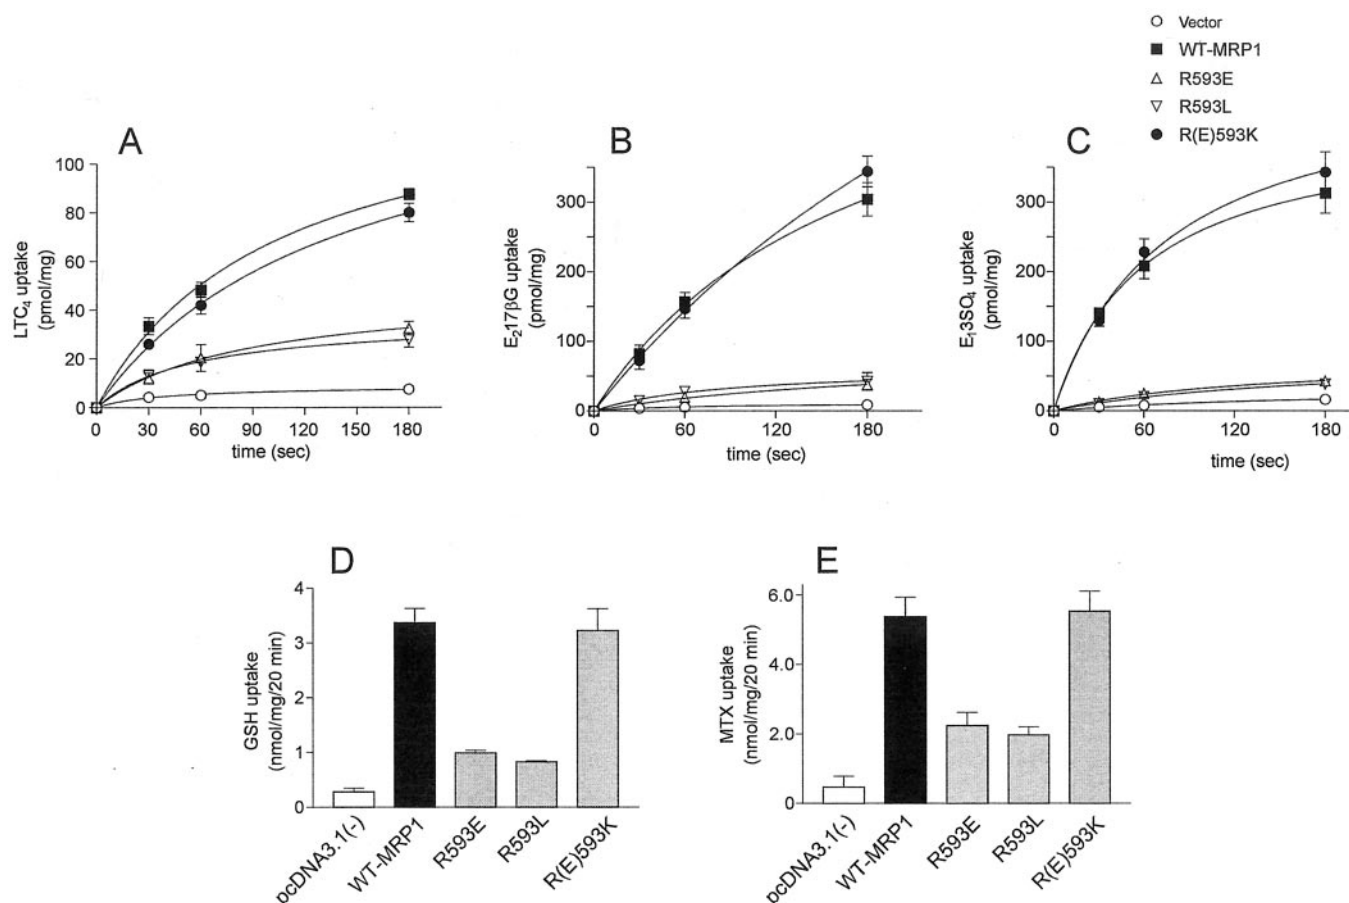 Vector
WT-MRP1
R593E
R593L
R(E)593K
A
LTC4 uptake
(pmol/mg)
100
80
60
40
20
0
0 30 60 90 120 150 180
time (sec)
B
E217βG uptake
(pmol/mg)
300
200
100
0
0 60 120 180
time (sec)
C
E13SO4 uptake
(pmol/mg)
300
200
100
0
0 60 120 180
time (sec)
D
GSH uptake
(nmol/mg/20 min)
4
3
2
1
0
pcDNA3.1(-)
WT-MRP1
R593E
R593L
R(E)593K
E
MTX uptake
(nmol/mg/20 min)
6.0
4.0
2.0
0
pcDNA3.1(-)
WT-MRP1
R593E
R593L
R(E)593K